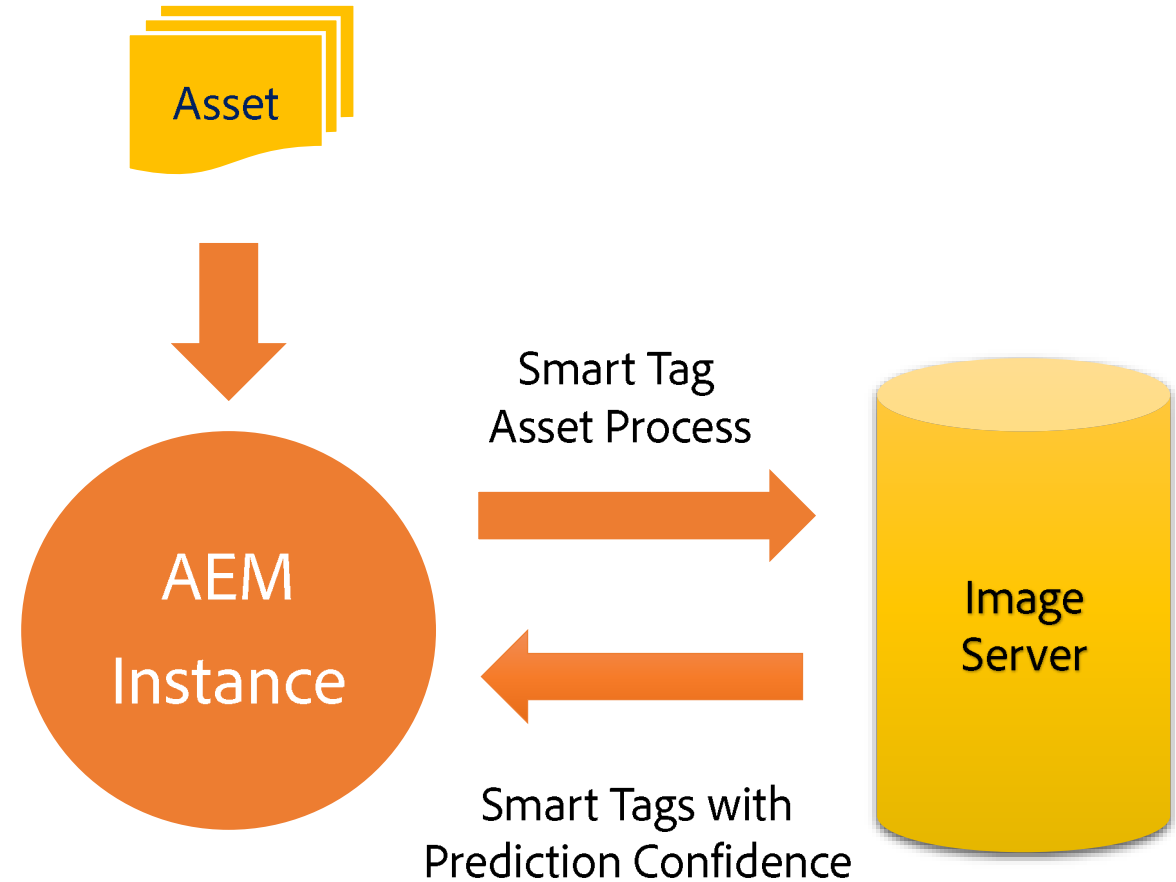 Asset
Smart Tag
Asset Process
AEM
Instance
Image
Server
Smart Tags with
Prediction Confidence